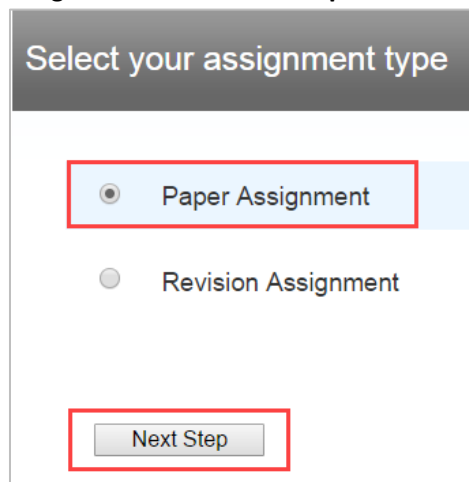 Select your assignment type
Paper Assignment
Revision Assignment
Next Step